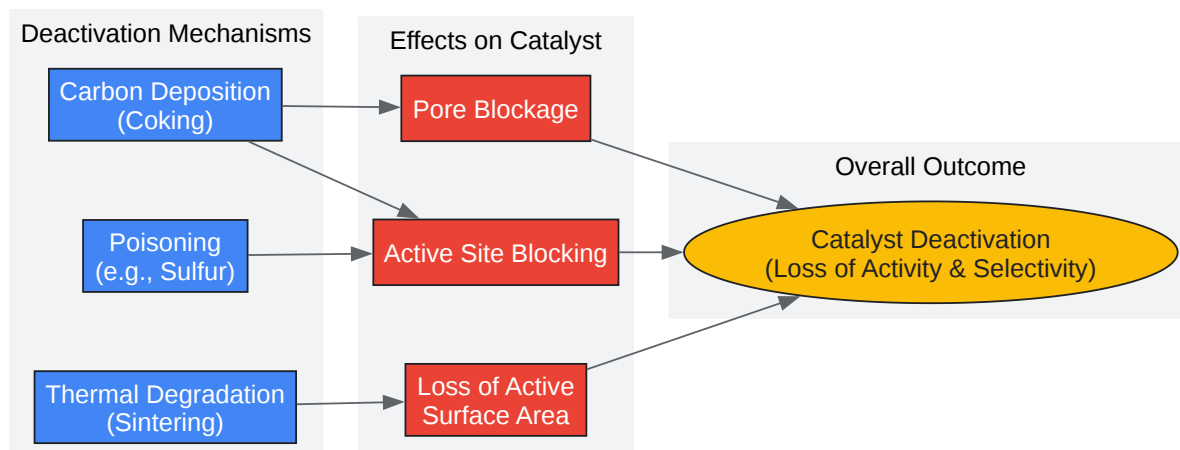 Deactivation Mechanisms
Carbon Deposition
(Coking)
Poisoning
(e.g., Sulfur)
Thermal Degradation
(Sintering)
Effects on Catalyst
Pore Blockage
Active Site Blocking
Loss of Active
Surface Area
Overall Outcome
Catalyst Deactivation
(Loss of Activity & Selectivity)